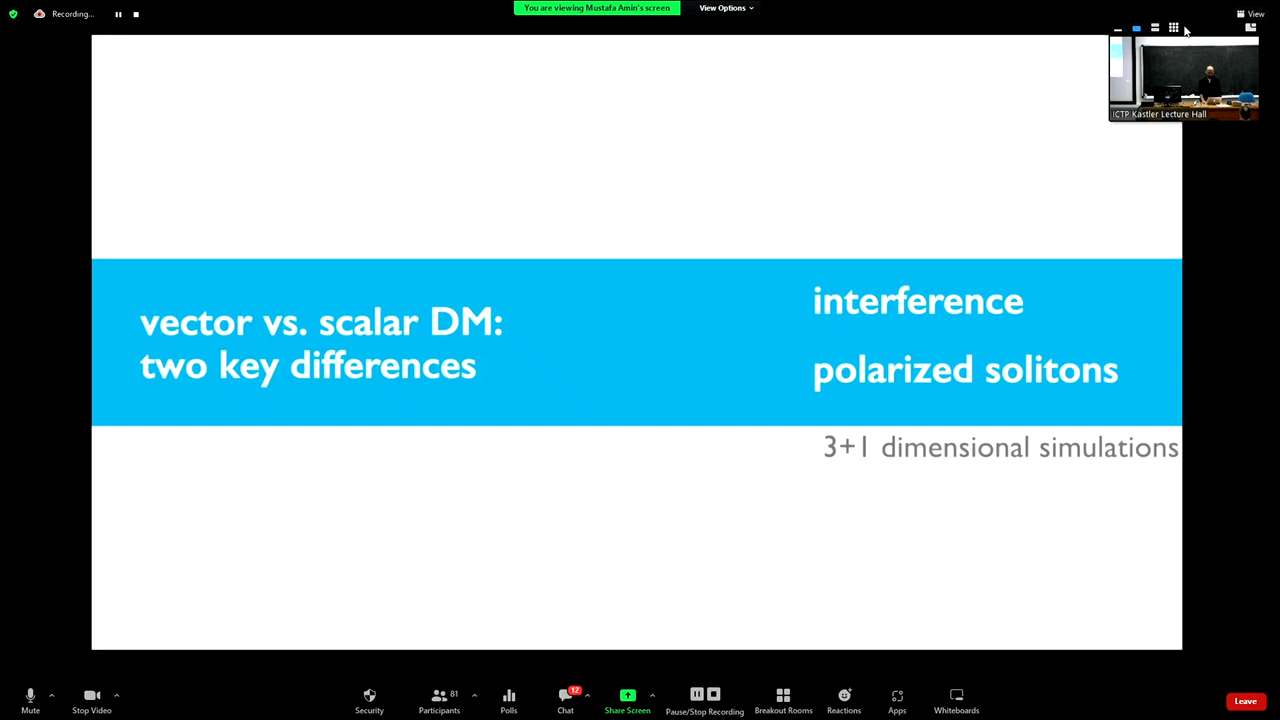 Recording...
You are viewing Mustafa Amin's screen
View Options
View
ICTP Kastler Lecture Hall
vector vs. scalar DM:
two key differences
interference
polarized solitons
3+1 dimensional simulations
Mute
Stop Video
Security
81
Participants
Polls
12
Chat
Share Screen
Pause/Stop Recording
Breakout Rooms
Reactions
Apps
Whiteboards
Leave